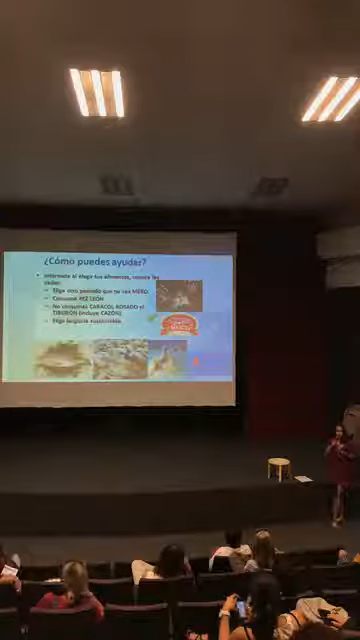 ¿Cómo puedes ayudar?
• Infórmate al elegir tus alimentos, conoce las
vedas:
– Elige otro pescado que no sea MERO.
– Consume PEZ LEÓN
– No consumas CARACOL ROSADO ni
TIBURÓN (incluye CAZÓN)
– Elige langosta sustentable.